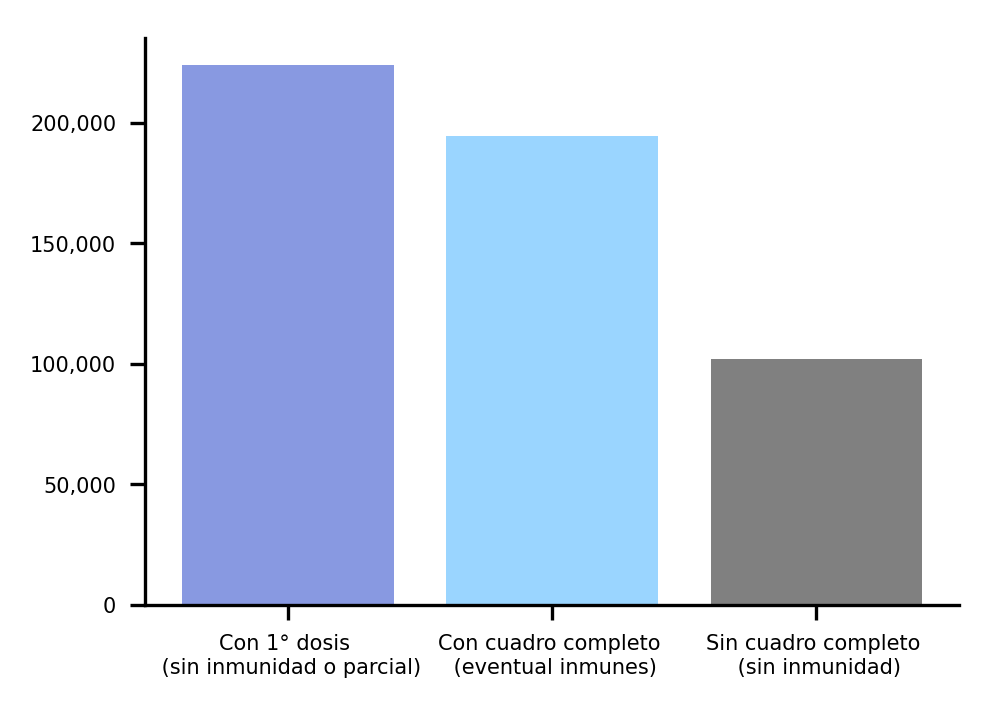 200,000
150,000
100,000
50,000
0
Con 1° dosis
(sin inmunidad o parcial)
Con cuadro completo
(eventual inmunes)
Sin cuadro completo
(sin inmunidad)